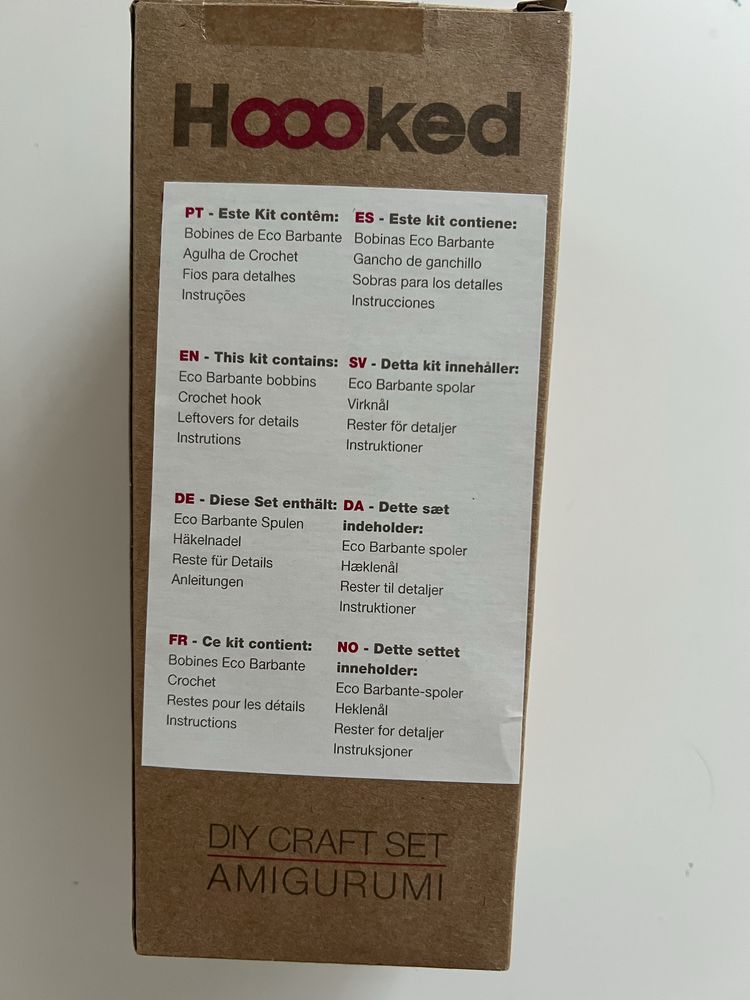 Hoooked
PT - Este Kit contêm:
Bobines de Eco Barbante
Agulha de Crochet
Fios para detalhes
Instruções
ES - Este kit contiene:
Bobinas Eco Barbante
Gancho de ganchillo
Sobras para los detalles
Instrucciones
EN - This kit contains:
Eco Barbante bobbins
Crochet hook
Leftovers for details
Instrutions
SV - Detta kit innehåller:
Eco Barbante spolar
Virknål
Rester för detaljer
Instruktioner
DE - Diese Set enthält:
Eco Barbante Spulen
Häkelnadel
Reste für Details
Anleitungen
DA - Dette sæt
indeholder:
Eco Barbante spoler
Hæklenål
Rester til detaljer
Instruktioner
FR - Ce kit contient:
Bobines Eco Barbante
Crochet
Restes pour les détails
Instructions
NO - Dette settet
inneholder:
Eco Barbante-spoler
Heklenål
Rester for detaljer
Instruksjoner
DIY CRAFT SET
AMIGURUMI